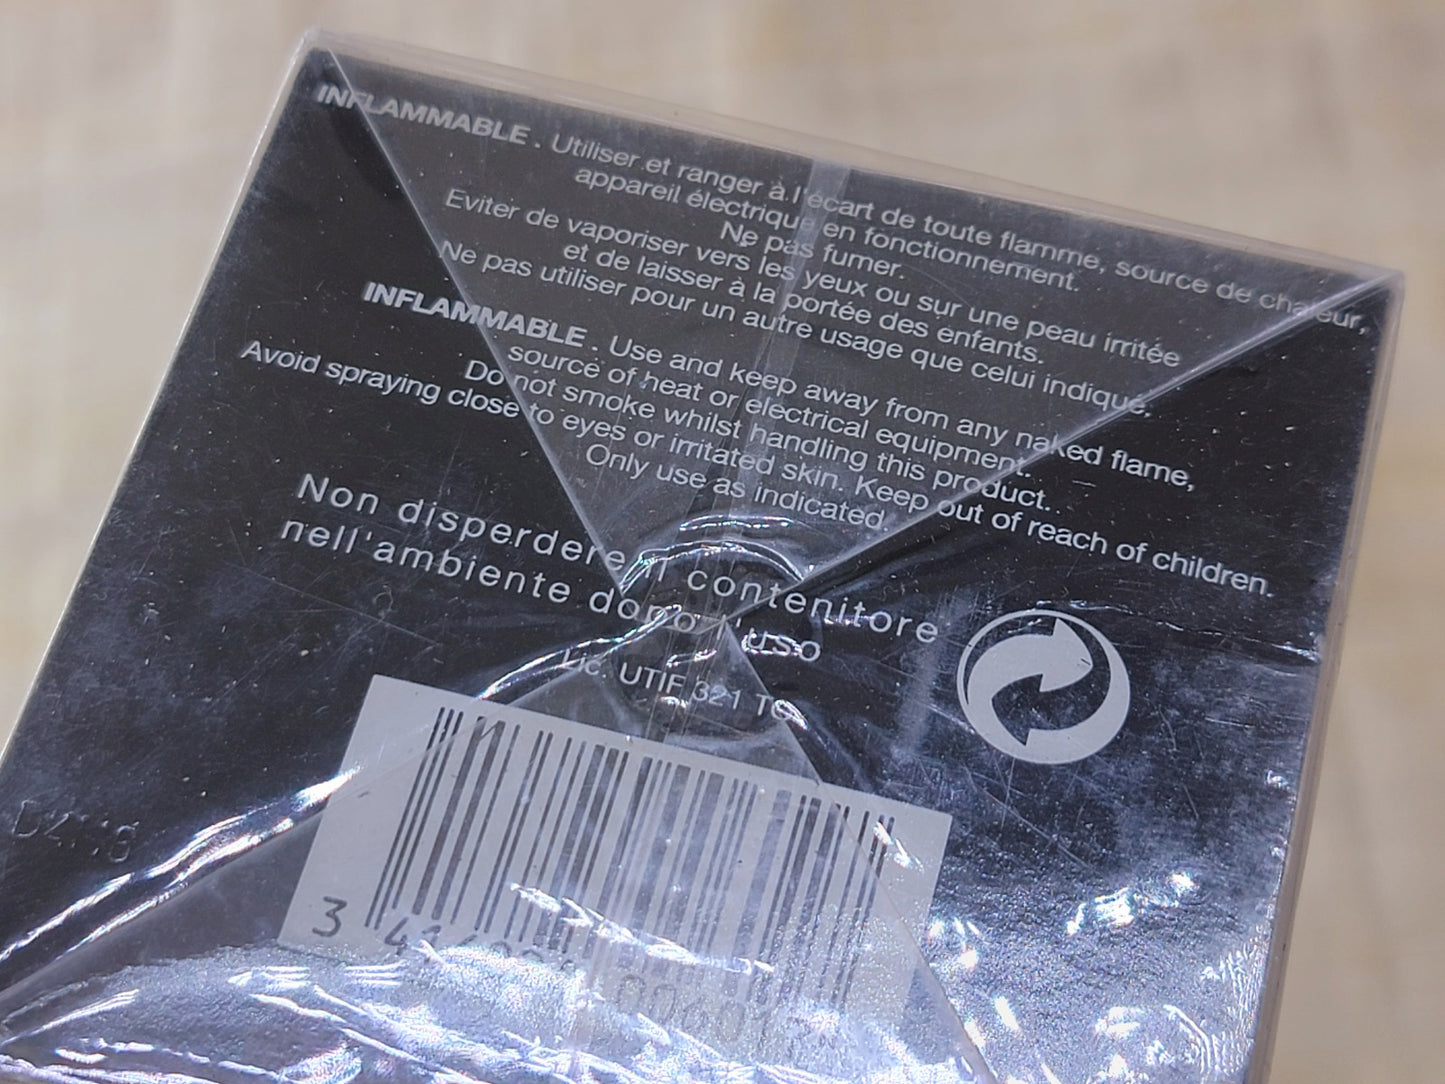 INFLAMMABLE . Utiliser et ranger à l'écart de toute flamme, source de chaleur,
appareil électrique en fonctionnement.
Ne pas fumer.
Eviter de vaporiser vers les yeux ou sur une peau irritée
et de laisser à la portée des enfants.
Ne pas utiliser pour un autre usage que celui indiqué.
INFLAMMABLE . Use and keep away from any naked flame,
source of heat or electrical equipment.
Do not smoke whilst handling this product.
Avoid spraying close to eyes or irritated skin. Keep out of reach of children.
Only use as indicated.
Non disperdere il contenitore
nell'ambiente dopo l'uso
Lic. UTIF 321 TO
3